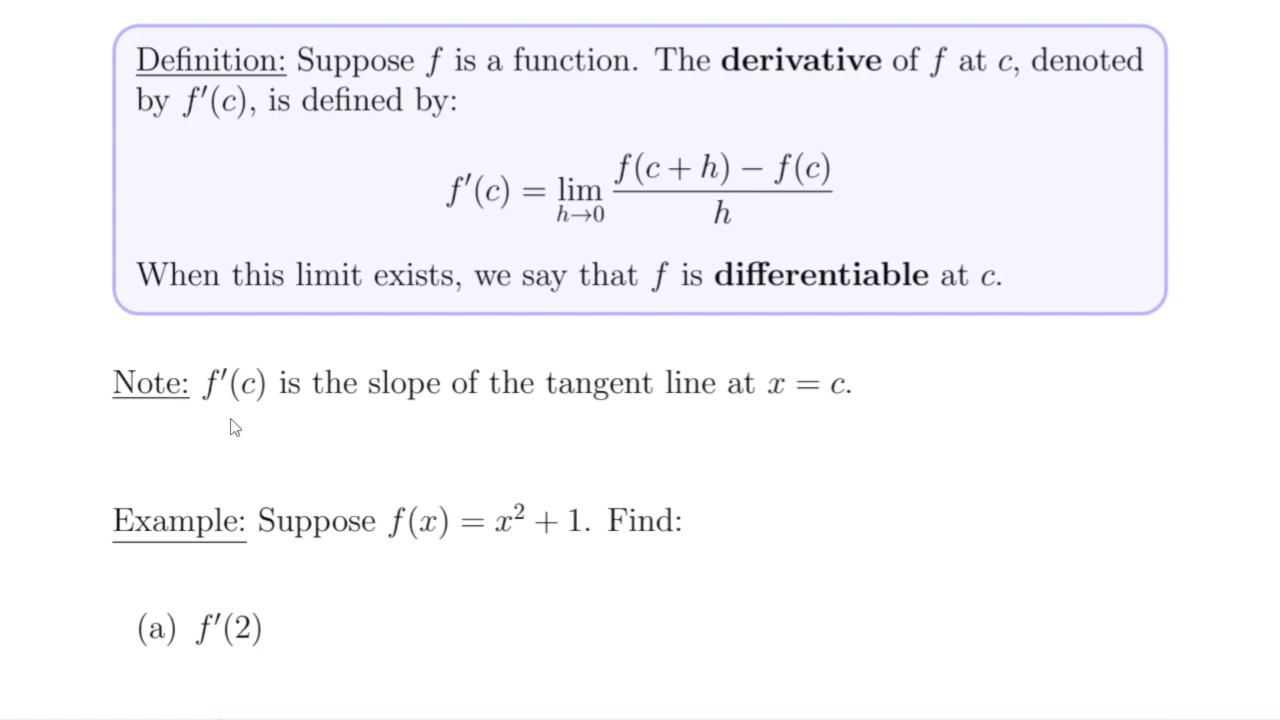 Definition: Suppose f is a function. The derivative of f at c, denoted
by f′(c), is defined by:
f′(c) = lim_{h→0} \frac{f(c + h) − f(c)}{h}
When this limit exists, we say that f is differentiable at c.
Note: f′(c) is the slope of the tangent line at x = c.
Example: Suppose f(x) = x² + 1. Find:
(a) f′(2)